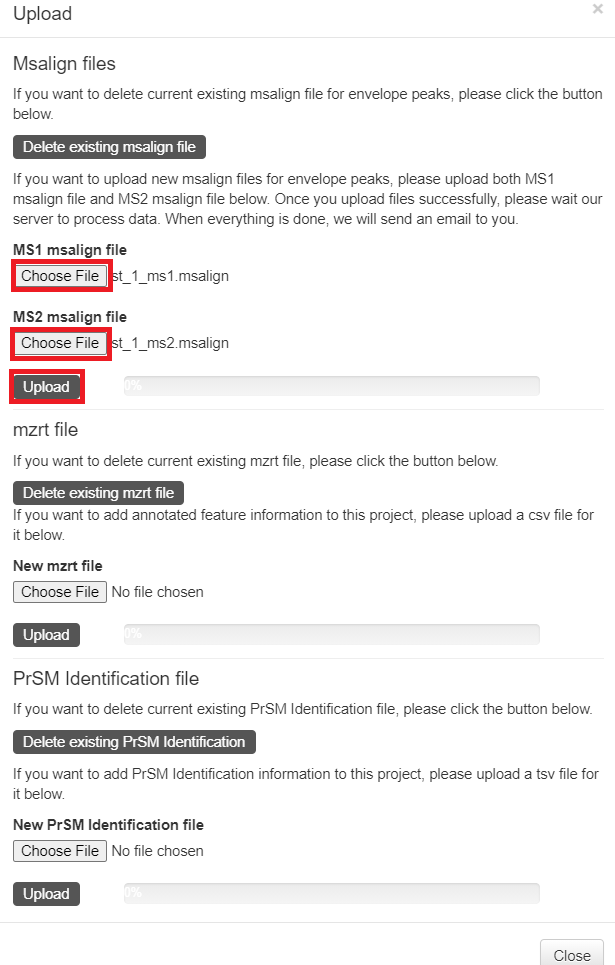 Upload
×
Msalign files
If you want to delete current existing msalign file for envelope peaks, please click the button
below.
Delete existing msalign file
If you want to upload new msalign files for envelope peaks, please upload both MS1
msalign file and MS2 msalign file below. Once you upload files successfully, please wait our
server to process data. When everything is done, we will send an email to you.
MS1 msalign file
Choose File st_1_ms1.msalign
MS2 msalign file
Choose File st_1_ms2.msalign
Upload 0%
mzrt file
If you want to delete current existing mzrt file, please click the button below.
Delete existing mzrt file
If you want to add annotated feature information to this project, please upload a csv file for
it below.
New mzrt file
Choose File No file chosen
Upload 0%
PrSM Identification file
If you want to delete current existing PrSM Identification file, please click the button below.
Delete existing PrSM Identification
If you want to add PrSM Identification information to this project, please upload a tsv file for
it below.
New PrSM Identification file
Choose File No file chosen
Upload 0%
Close